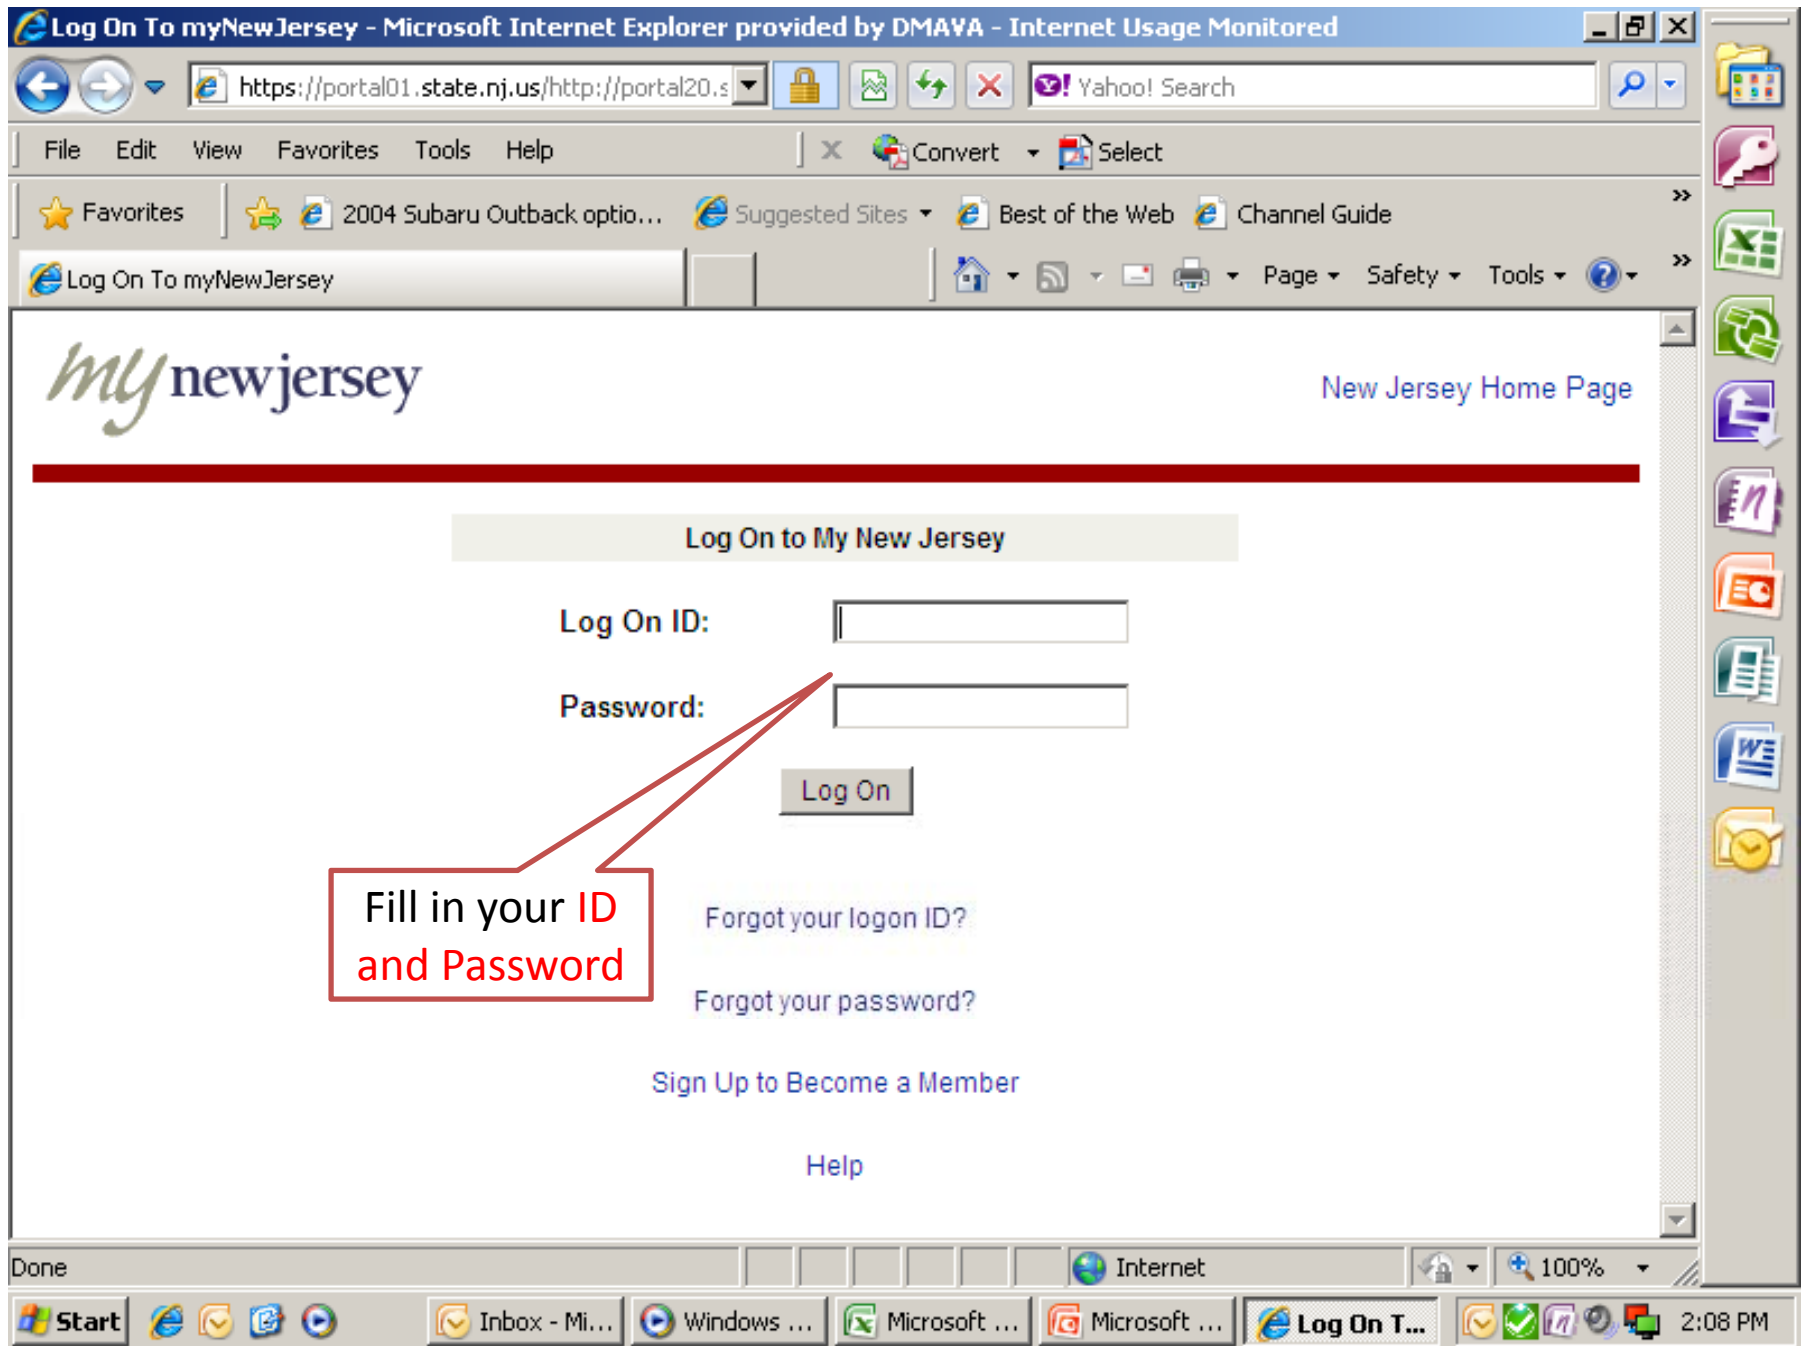 Log On To myNewJersey - Microsoft Internet Explorer provided by DMAVA - Internet Usage Monitored
https://portal01.state.nj.us/http://portal20.s
Yahoo! Search
File Edit View Favorites Tools Help
Convert Select
Favorites 2004 Subaru Outback optio... Suggested Sites Best of the Web Channel Guide
Log On To myNewJersey
Page Safety Tools
my newjersey
New Jersey Home Page
Log On to My New Jersey
Log On ID:
Password:
Log On
Fill in your ID
and Password
Forgot your logon ID?
Forgot your password?
Sign Up to Become a Member
Help
Done Internet 100%
Start Inbox - Mi... Windows ... Microsoft ... Microsoft ... Log On T... 2:08 PM